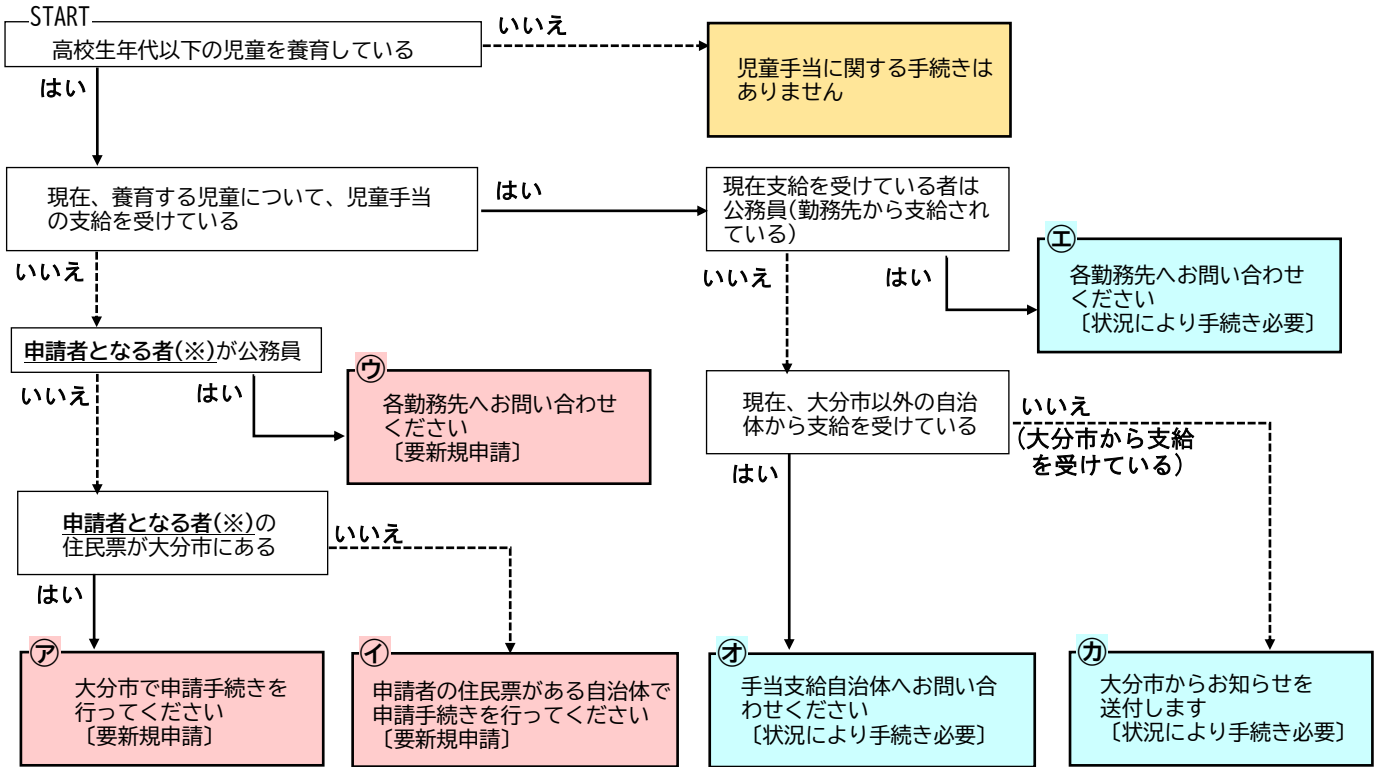 START
高校生年代以下の児童を養育している
いいえ
児童手当に関する手続きは
ありません
はい
現在、養育する児童について、児童手当
の支給を受けている
はい
現在支給を受けている者は
公務員(勤務先から支給され
ている)
いいえ
いいえ
はい
㋓
各勤務先へお問い合わせ
ください
〔状況により手続き必要〕
申請者となる者(※)が公務員
いいえ
はい
㋒
各勤務先へお問い合わせ
ください
〔要新規申請〕
現在、大分市以外の自治
体から支給を受けている
いいえ
(大分市から支給
を受けている)
はい
申請者となる者(※)の
住民票が大分市にある
いいえ
はい
㋐
大分市で申請手続きを
行ってください
〔要新規申請〕
㋑
申請者の住民票がある自治体で
申請手続きを行ってください
〔要新規申請〕
㋔
手当支給自治体へお問い合
わせください
〔状況により手続き必要〕
㋕
大分市からお知らせを
送付します
〔状況により手続き必要〕